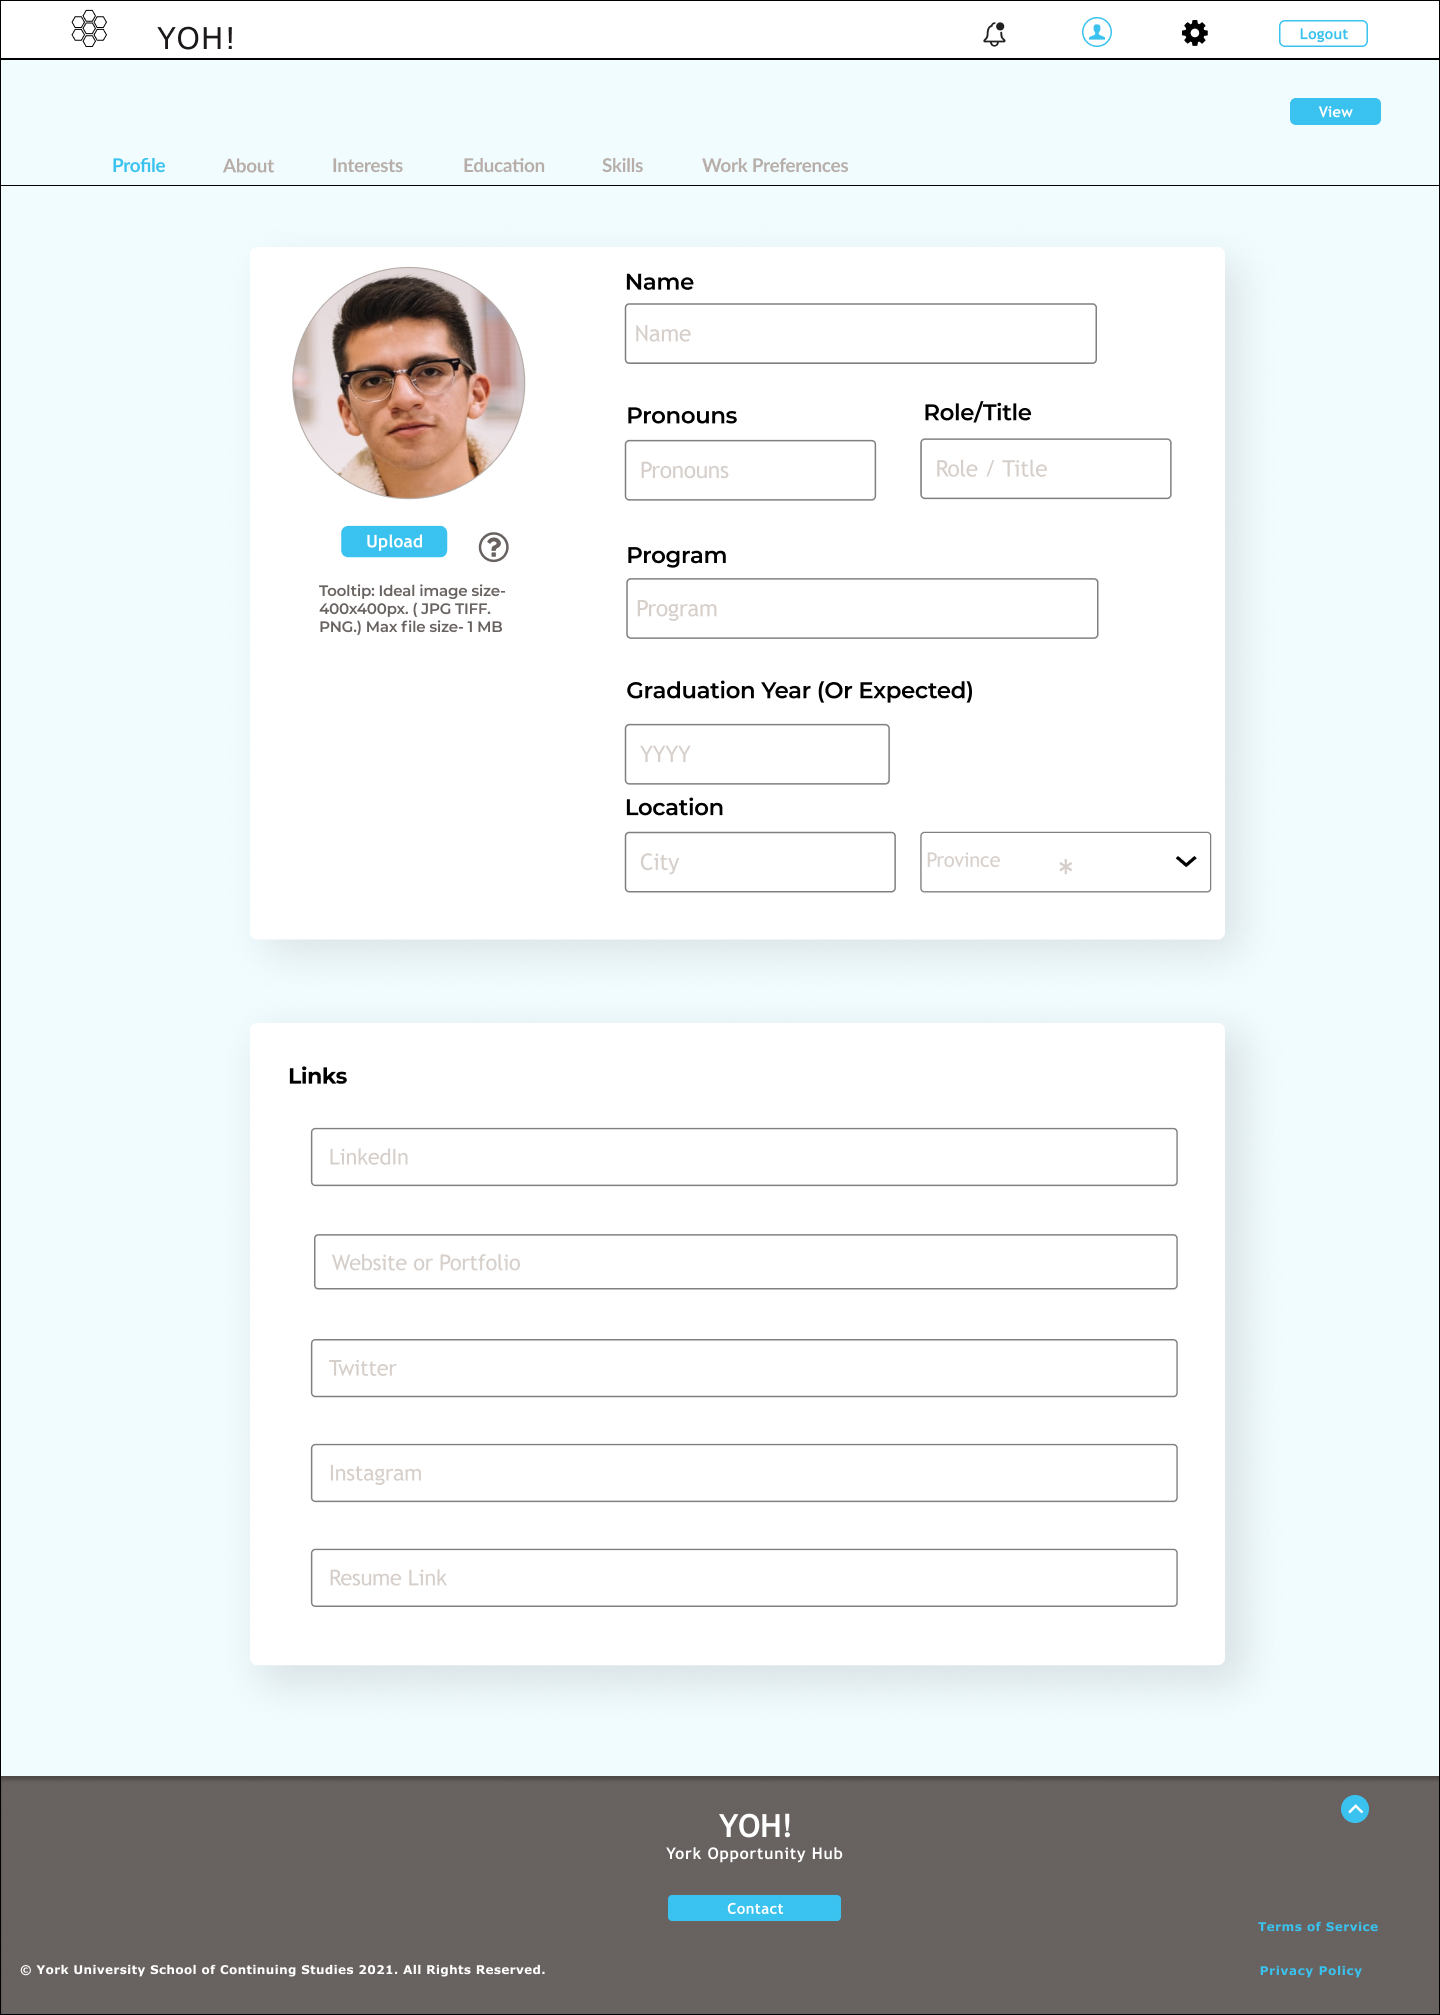 YOH!
Logout
View
Profile
About
Interests
Education
Skills
Work Preferences
Name
Name
Pronouns
Role/Title
Pronouns
Role / Title
Upload
?
Tooltip: Ideal image size-
400x400px. ( JPG TIFF.
PNG.) Max file size- 1 MB
Program
Program
Graduation Year (Or Expected)
YYYY
Location
City
Province
*
Links
LinkedIn
Website or Portfolio
Twitter
Instagram
Resume Link
YOH!
York Opportunity Hub
Contact
Terms of Service
© York University School of Continuing Studies 2021. All Rights Reserved.
Privacy Policy